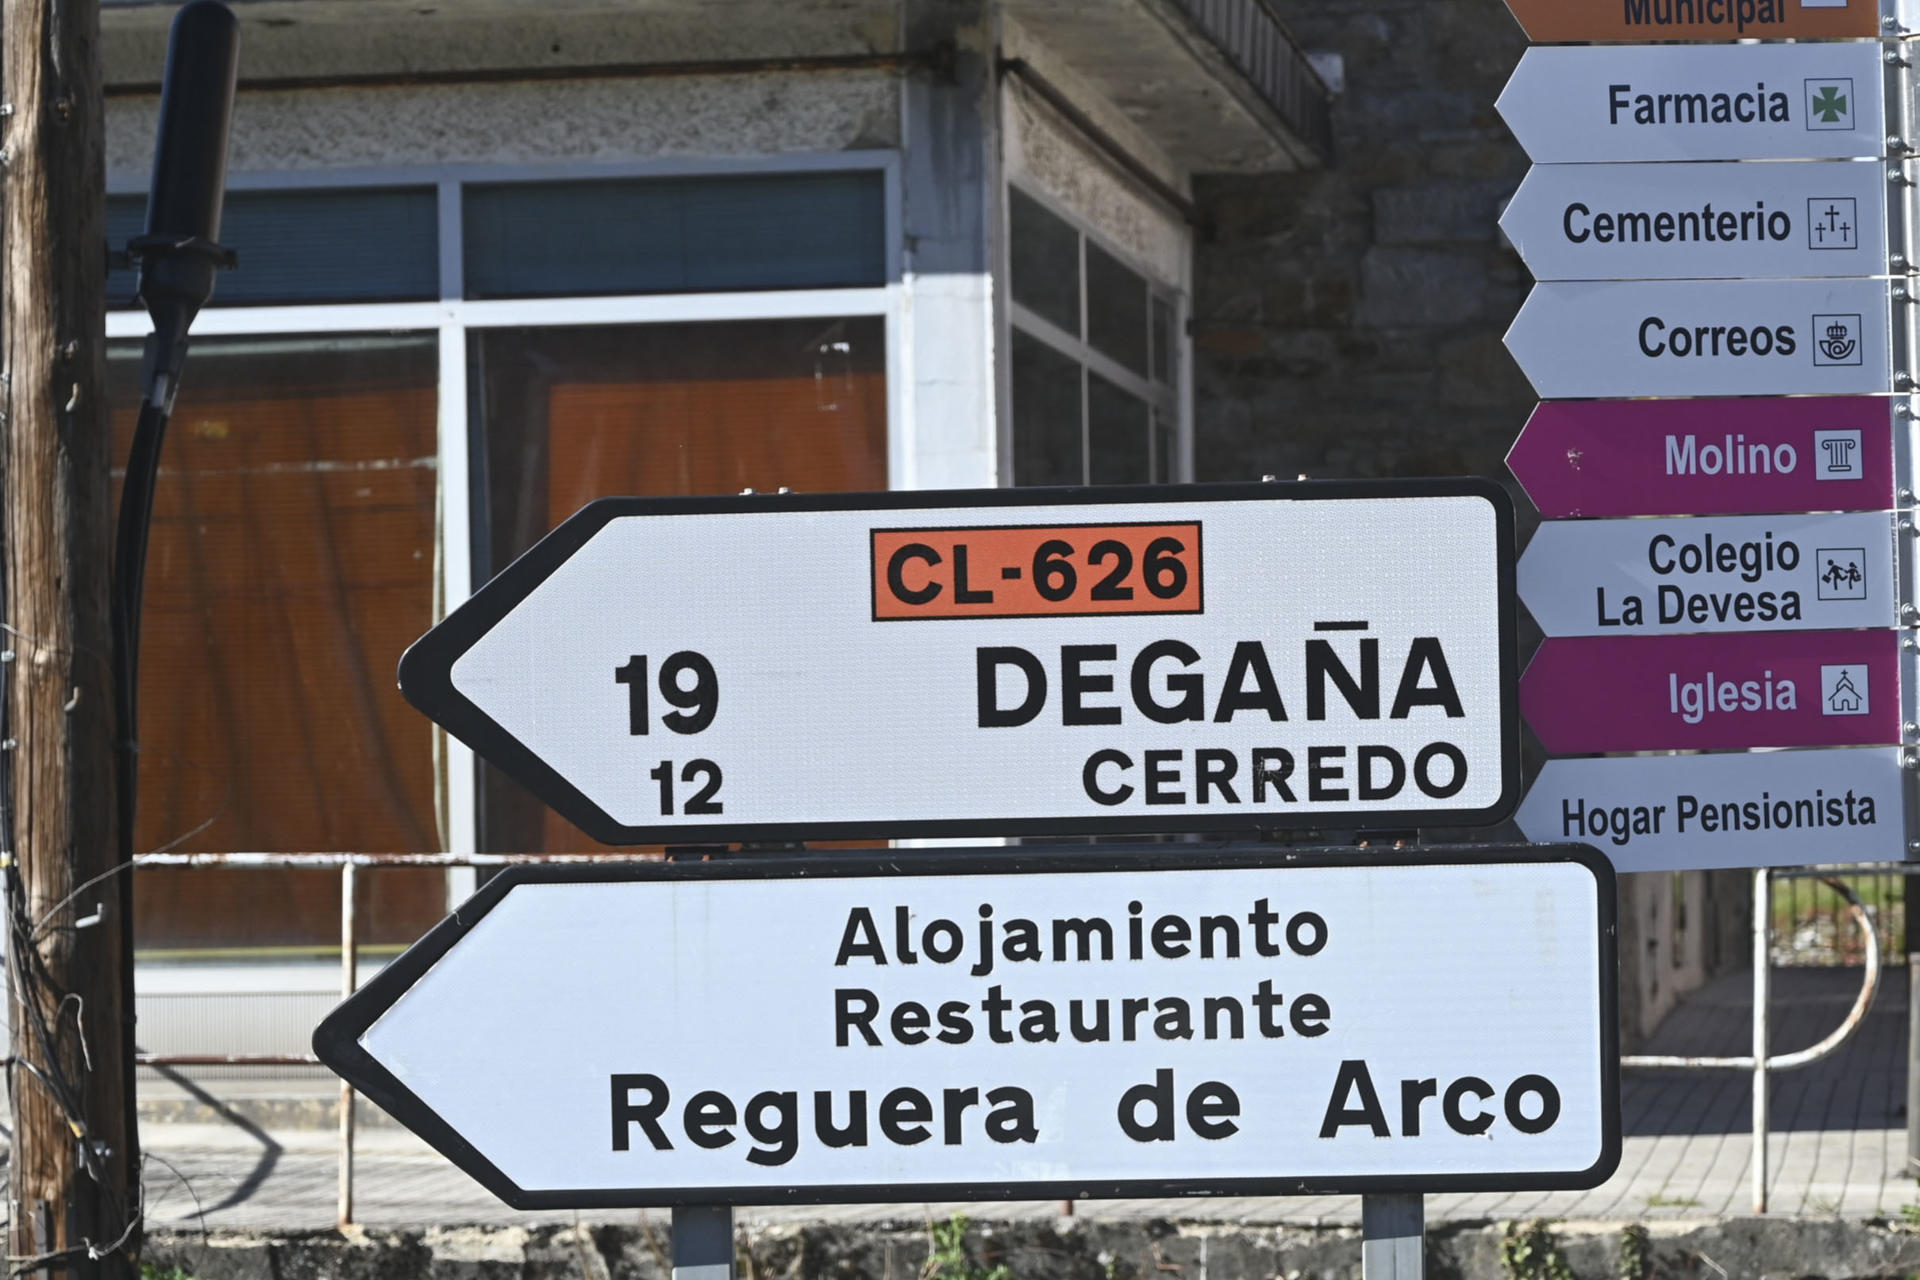 Municipal
Farmacia
Cementerio
Correos
Molino
Colegio
La Devesa
Iglesia
Hogar Pensionista
CL-626
19 DEGAÑA
12 CERREDO
Alojamiento
Restaurante
Reguera de Arco